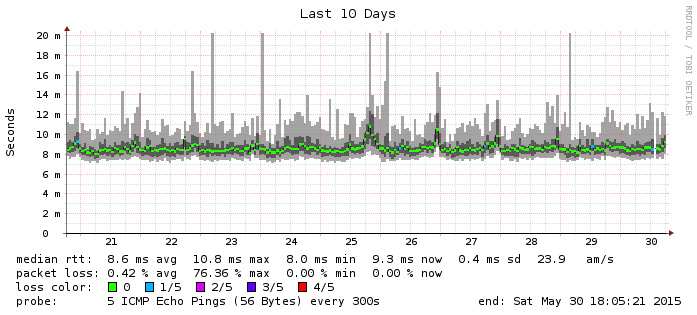 Last 10 Days
RRDTOOL / TOBI OETIKER
Seconds
20 m
18 m
16 m
14 m
12 m
10 m
8 m
6 m
4 m
2 m
0
21 22 23 24 25 26 27 28 29 30
median rtt: 8.6 ms avg 10.8 ms max 8.0 ms min 9.3 ms now 0.4 ms sd 23.9 am/s
packet loss: 0.42 % avg 76.36 % max 0.00 % min 0.00 % now
loss color: 0 1/5 2/5 3/5 4/5
probe: 5 ICMP Echo Pings (56 Bytes) every 300s end: Sat May 30 18:05:21 2015